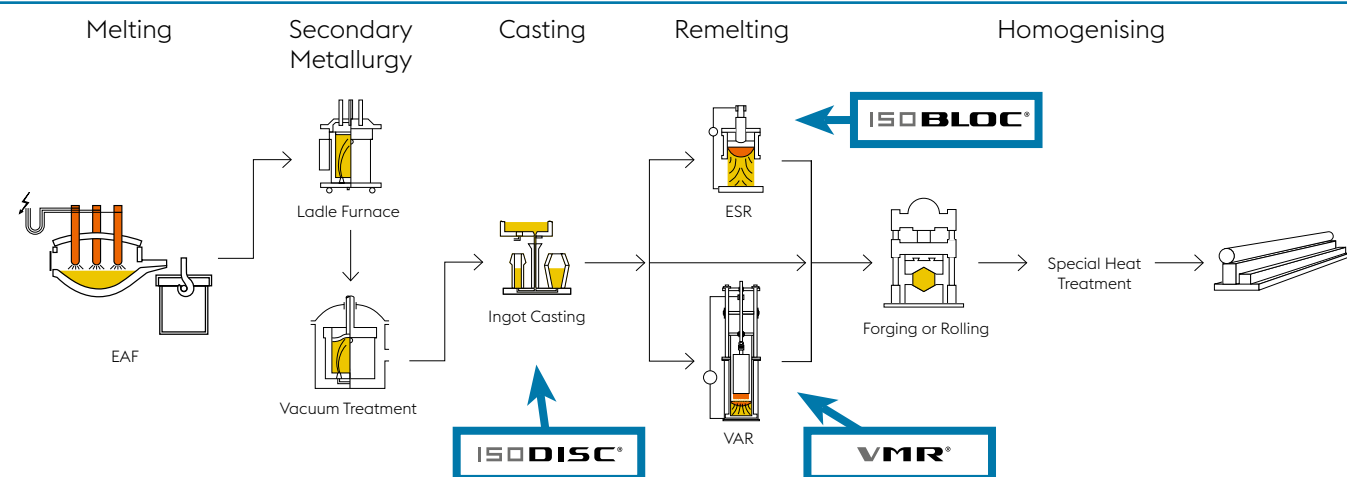 Melting
Secondary
Metallurgy
Casting
Remelting
Homogenising
ISOBLOC®
Ladle Furnace
ESR
EAF
Ingot Casting
Special Heat
Treatment
Forging or Rolling
Vacuum Treatment
VAR
ISODISC®
VMR®